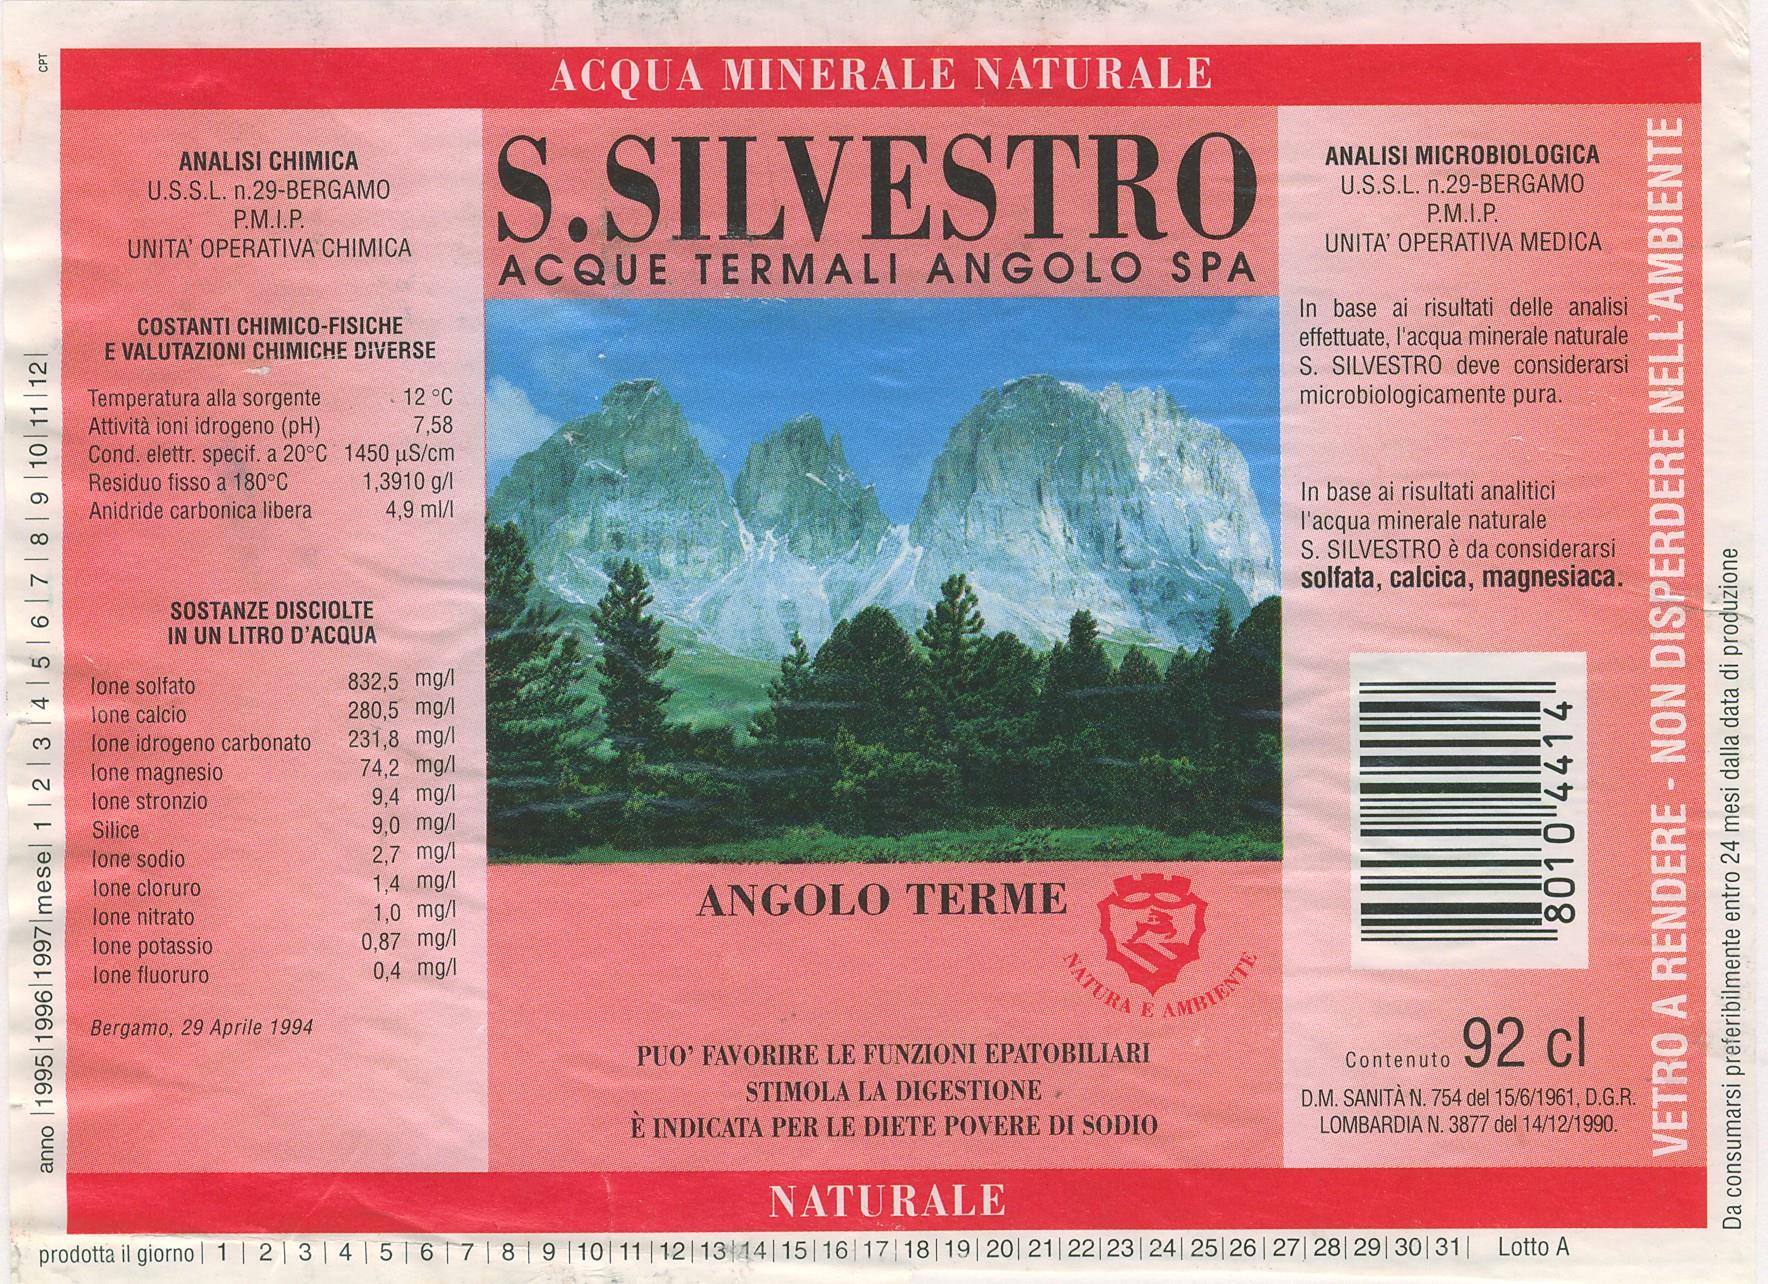 CPT
ACQUA MINERALE NATURALE
ANALISI CHIMICA
U.S.S.L. n.29-BERGAMO
P.M.I.P.
UNITA' OPERATIVA CHIMICA
COSTANTI CHIMICO-FISICHE
E VALUTAZIONI CHIMICHE DIVERSE
Temperatura alla sorgente 12 °C
Attività ioni idrogeno (pH) 7,58
Cond. elettr. specif. a 20°C 1450 µS/cm
Residuo fisso a 180°C 1,3910 g/l
Anidride carbonica libera 4,9 ml/l
SOSTANZE DISCIOLTE
IN UN LITRO D'ACQUA
Ione solfato 832,5 mg/l
Ione calcio 280,5 mg/l
Ione idrogeno carbonato 231,8 mg/l
Ione magnesio 74,2 mg/l
Ione stronzio 9,4 mg/l
Silice 9,0 mg/l
Ione sodio 2,7 mg/l
Ione cloruro 1,4 mg/l
Ione nitrato 1,0 mg/l
Ione potassio 0,87 mg/l
Ione fluoruro 0,4 mg/l
Bergamo, 29 Aprile 1994
S.SILVESTRO
ACQUE TERMALI ANGOLO SPA
ANGOLO TERME
NATURA E AMBIENTE
PUO' FAVORIRE LE FUNZIONI EPATOBILIARI
STIMOLA LA DIGESTIONE
È INDICATA PER LE DIETE POVERE DI SODIO
ANALISI MICROBIOLOGICA
U.S.S.L. n.29-BERGAMO
P.M.I.P.
UNITA' OPERATIVA MEDICA
In base ai risultati delle analisi
effettuate, l'acqua minerale naturale
S. SILVESTRO deve considerarsi
microbiologicamente pura.
In base ai risultati analitici
l'acqua minerale naturale
S. SILVESTRO è da considerarsi
solfata, calcica, magnesiaca.
80104414
Contenuto 92 cl
D.M. SANITÀ N. 754 del 15/6/1961, D.G.R.
LOMBARDIA N. 3877 del 14/12/1990.
VETRO A RENDERE - NON DISPERDERE NELL'AMBIENTE
Da consumarsi preferibilmente entro 24 mesi dalla data di produzione
NATURALE
anno |1995|1996|1997|mese| 1 | 2 | 3 | 4 | 5 | 6 | 7 | 8 | 9 |10|11|12|
prodotta il giorno | 1 | 2 | 3 | 4 | 5 | 6 | 7 | 8 | 9 |10|11|12|13|14|15|16|17|18|19|20|21|22|23|24|25|26|27|28|29|30|31| Lotto A